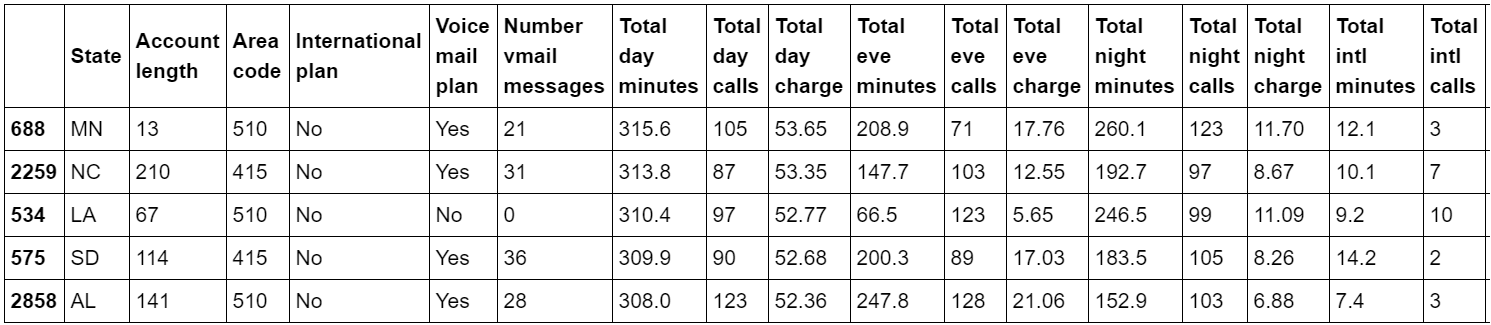 State Account length Area code International plan Voice mail plan Number vmail messages Total day minutes Total day calls Total day charge Total eve minutes Total eve calls Total eve charge Total night minutes Total night calls Total night charge Total intl minutes Total intl calls
688 MN 13 510 No Yes 21 315.6 105 53.65 208.9 71 17.76 260.1 123 11.70 12.1 3
2259 NC 210 415 No Yes 31 313.8 87 53.35 147.7 103 12.55 192.7 97 8.67 10.1 7
534 LA 67 510 No No 0 310.4 97 52.77 66.5 123 5.65 246.5 99 11.09 9.2 10
575 SD 114 415 No Yes 36 309.9 90 52.68 200.3 89 17.03 183.5 105 8.26 14.2 2
2858 AL 141 510 No Yes 28 308.0 123 52.36 247.8 128 21.06 152.9 103 6.88 7.4 3